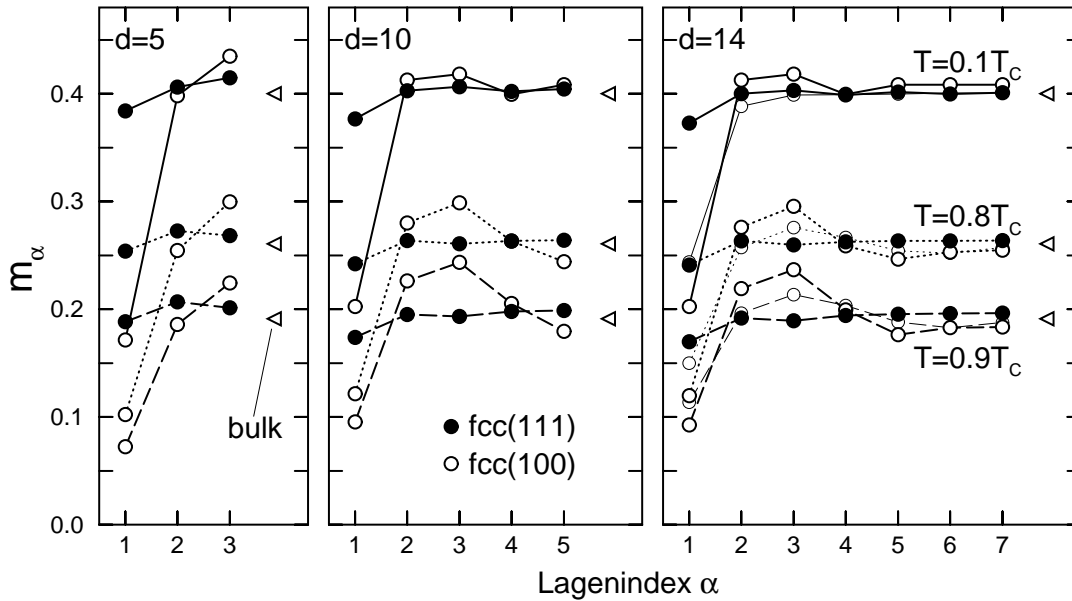 d=5 d=10 d=14
T=0.1T_C
0.4
0.3
T=0.8T_C
m_α
0.2
T=0.9T_C
bulk
0.1
fcc(111)
fcc(100)
0.0
1 2 3 1 2 3 4 5 1 2 3 4 5 6 7
Lagenindex α